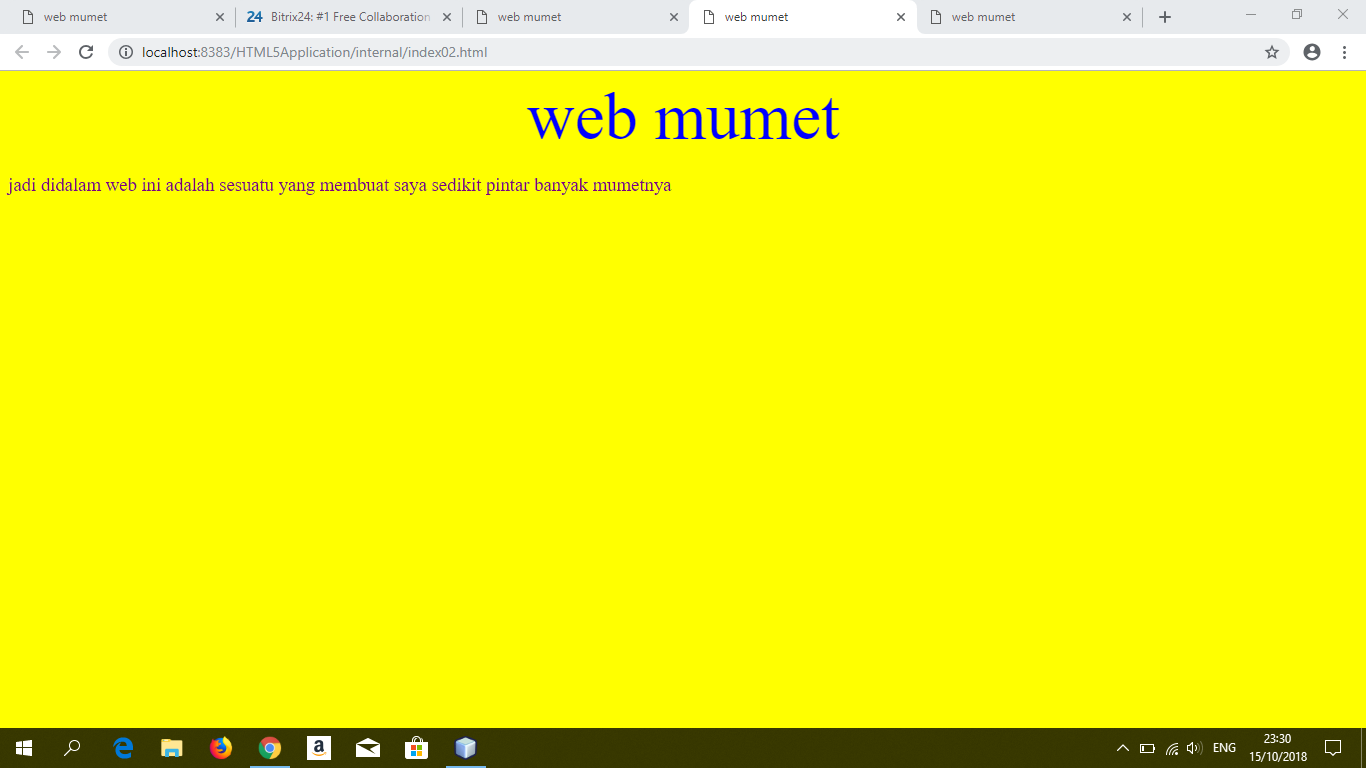 web mumet
24 Bitrix24: #1 Free Collaboration
web mumet
web mumet
web mumet
localhost:8383/HTML5Application/internal/index02.html
web mumet
jadi didalam web ini adalah sesuatu yang membuat saya sedikit pintar banyak mumetnya
ENG
23:30
15/10/2018